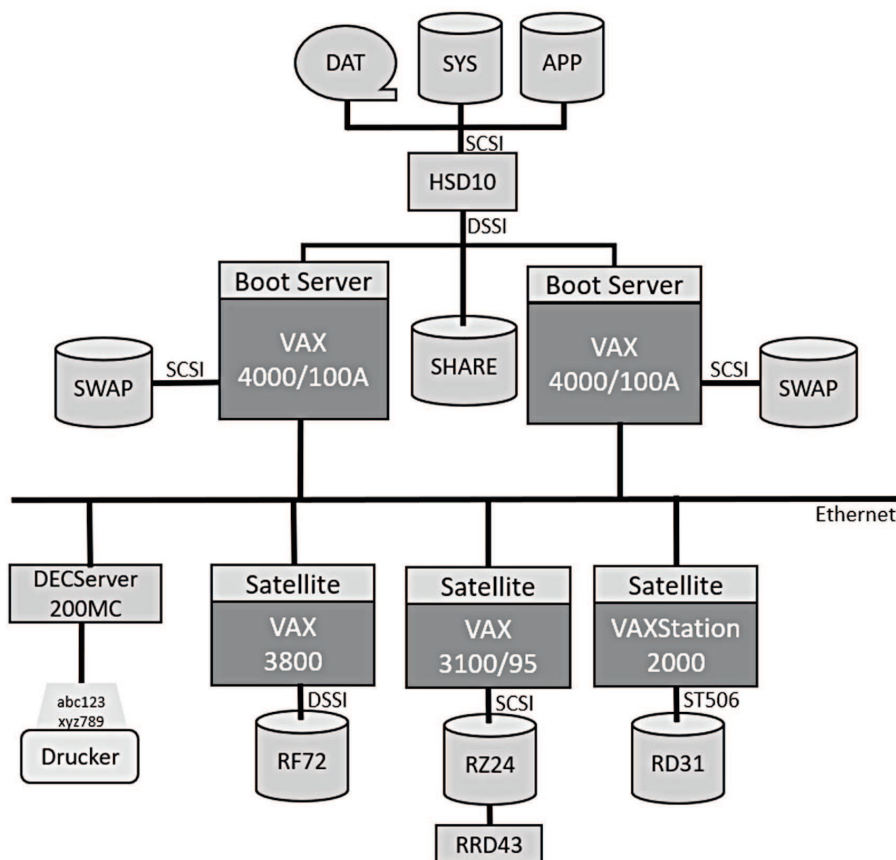 DAT
SYS
APP
SCSI
HSD10
DSSI
Boot Server
VAX
4000/100A
Boot Server
VAX
4000/100A
SCSI
SWAP
SHARE
SCSI
SWAP
Ethernet
DECServer
200MC
abc123
xyz789
Drucker
Satellite
VAX
3800
DSSI
RF72
Satellite
VAX
3100/95
SCSI
RZ24
RRD43
Satellite
VAXStation
2000
ST506
RD31